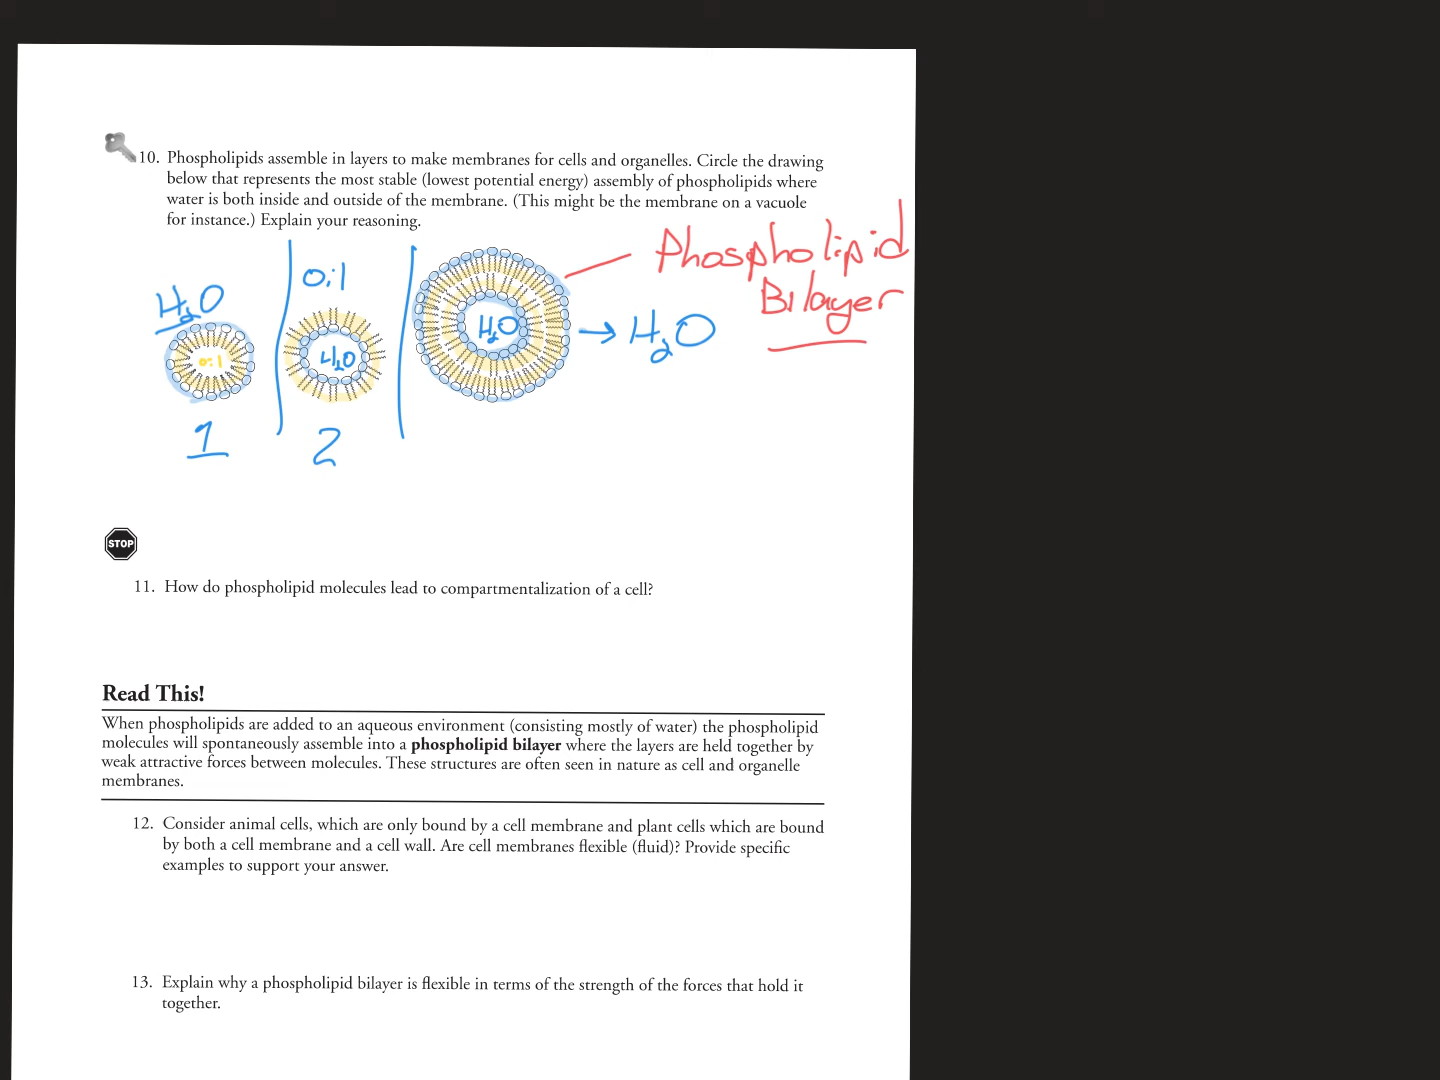 10. Phospholipids assemble in layers to make membranes for cells and organelles. Circle the drawing
below that represents the most stable (lowest potential energy) assembly of phospholipids where
water is both inside and outside of the membrane. (This might be the membrane on a vacuole
for instance.) Explain your reasoning.
Phospholipid
Bilayer
H2O
oil
oil
H2O
H2O
→ H2O
1
2
STOP
11. How do phospholipid molecules lead to compartmentalization of a cell?
Read This!
When phospholipids are added to an aqueous environment (consisting mostly of water) the phospholipid
molecules will spontaneously assemble into a phospholipid bilayer where the layers are held together by
weak attractive forces between molecules. These structures are often seen in nature as cell and organelle
membranes.
12. Consider animal cells, which are only bound by a cell membrane and plant cells which are bound
by both a cell membrane and a cell wall. Are cell membranes flexible (fluid)? Provide specific
examples to support your answer.
13. Explain why a phospholipid bilayer is flexible in terms of the strength of the forces that hold it
together.